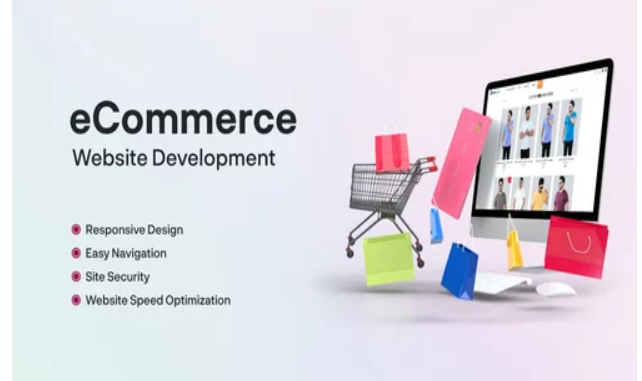 eCommerce
Website Development
Responsive Design
Easy Navigation
Site Security
Website Speed Optimization